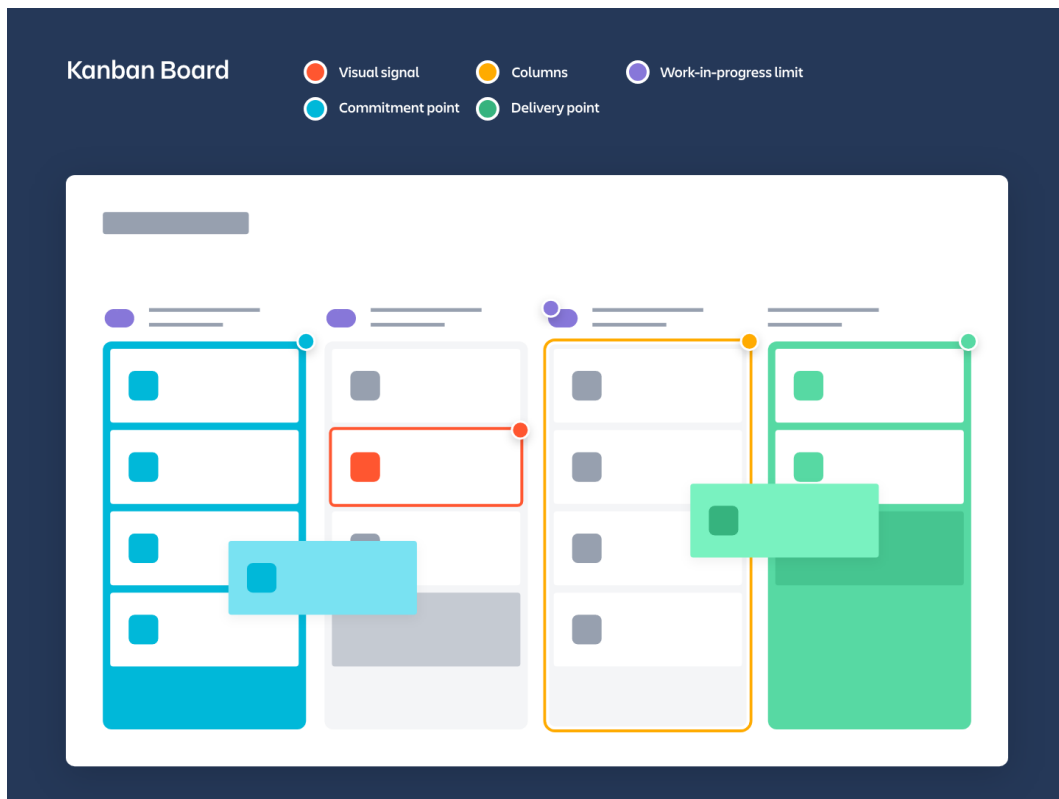 Kanban Board
Visual signal
Columns
Work-in-progress limit
Commitment point
Delivery point